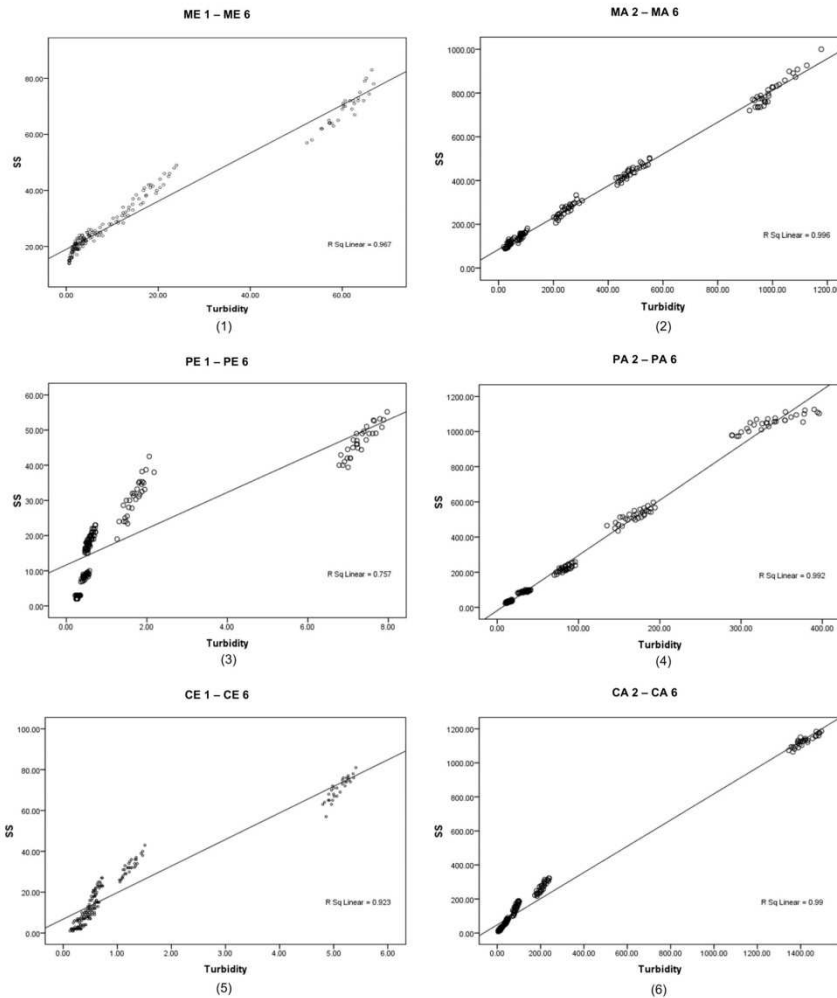 ME 1 – ME 6
80.00
60.00
SS
40.00
20.00
R Sq Linear = 0.967
0.00 20.00 40.00 60.00
Turbidity
(1)
MA 2 – MA 6
1000.00
800.00
600.00
SS
400.00
200.00
0.00
R Sq Linear = 0.996
0.00 200.00 400.00 600.00 800.00 1000.00 1200.00
Turbidity
(2)
PE 1 – PE 6
60.00
50.00
40.00
SS
30.00
20.00
10.00
0.00
R Sq Linear = 0.757
0.00 2.00 4.00 6.00 8.00
Turbidity
(3)
PA 2 – PA 6
1200.00
1000.00
800.00
SS
600.00
400.00
200.00
0.00
R Sq Linear = 0.992
0.00 100.00 200.00 300.00 400.00
Turbidity
(4)
CE 1 – CE 6
100.00
80.00
60.00
SS
40.00
20.00
0.00
R Sq Linear = 0.923
0.00 1.00 2.00 3.00 4.00 5.00 6.00
Turbidity
(5)
CA 2 – CA 6
1200.00
1000.00
800.00
SS
600.00
400.00
200.00
0.00
R Sq Linear = 0.99
0.00 200.00 400.00 600.00 800.00 1000.00 1200.00 1400.00
Turbidity
(6)